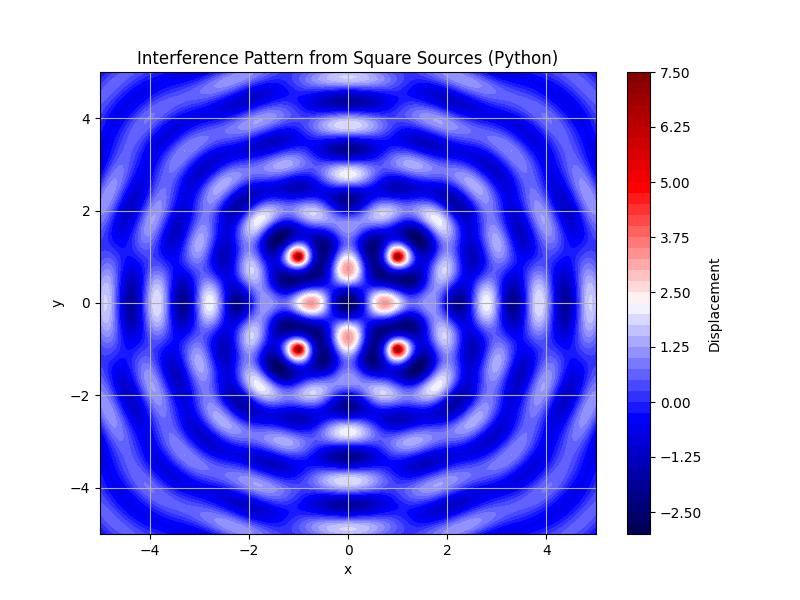 Interference Pattern from Square Sources (Python)
7.50
6.25
5.00
3.75
2.50
1.25
0.00
−1.25
−2.50
Displacement
4
2
0
−2
−4
y
−4 −2 0 2 4
x